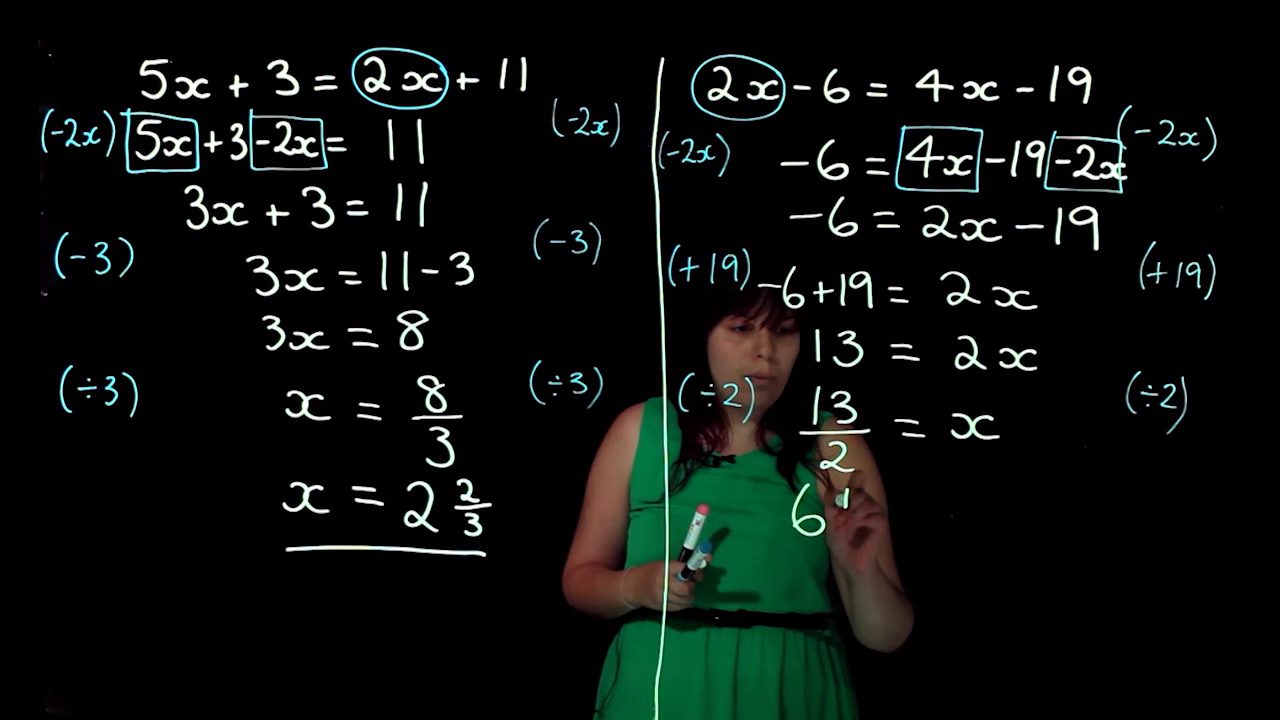 5x + 3 = 2x + 11
(-2x) 5x + 3 - 2x = 11 (-2x)
3x + 3 = 11
(-3) 3x = 11 - 3 (-3)
3x = 8
(÷3) x = 8/3 (÷3)
x = 2 2/3
2x - 6 = 4x - 19
(-2x) -6 = 4x - 19 - 2x (-2x)
-6 = 2x - 19
(+19) -6 + 19 = 2x (+19)
13 = 2x
(÷2) 13/2 = x (÷2)
6 1